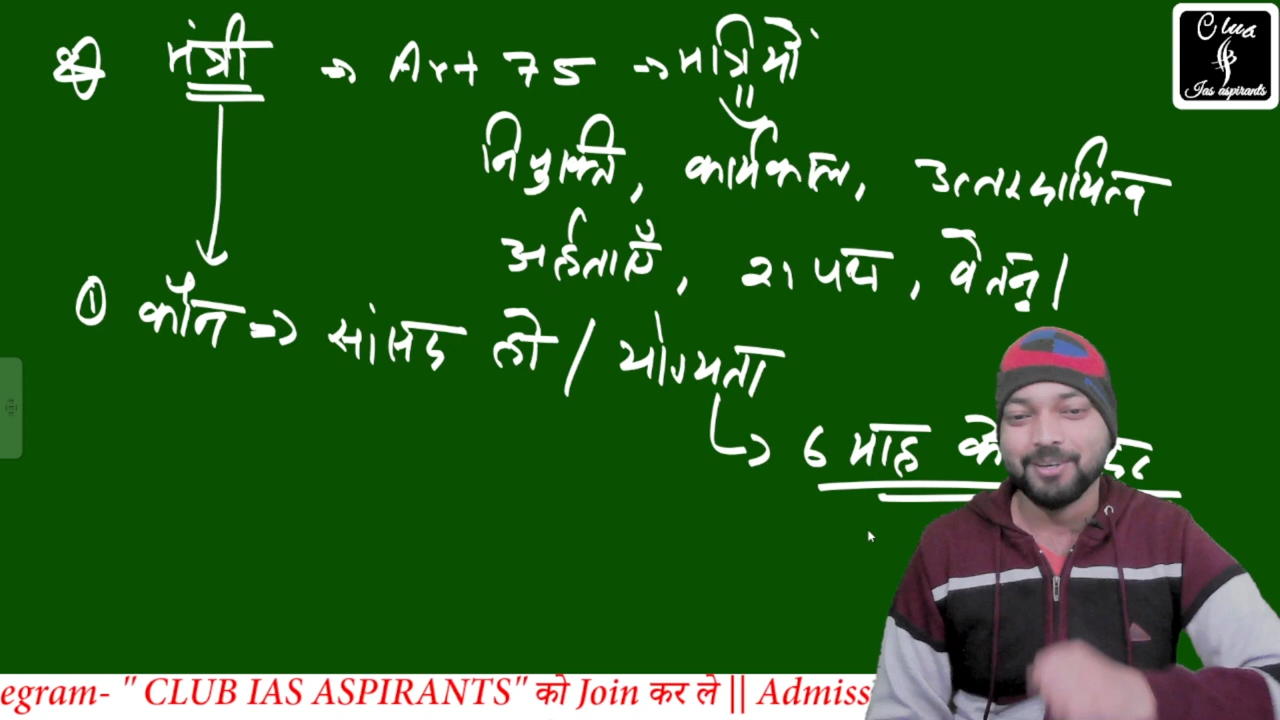 मंत्री → Art 75 → मंत्रियों
नियुक्ति, कार्यकाल, उत्तरदायित्व
अर्हताएँ, शपथ, वेतन।
① कौन → सांसद हो / योग्यता
↳ 6 माह के
Club
Ias aspirants
egram- " CLUB IAS ASPIRANTS" को Join कर ले || Admiss